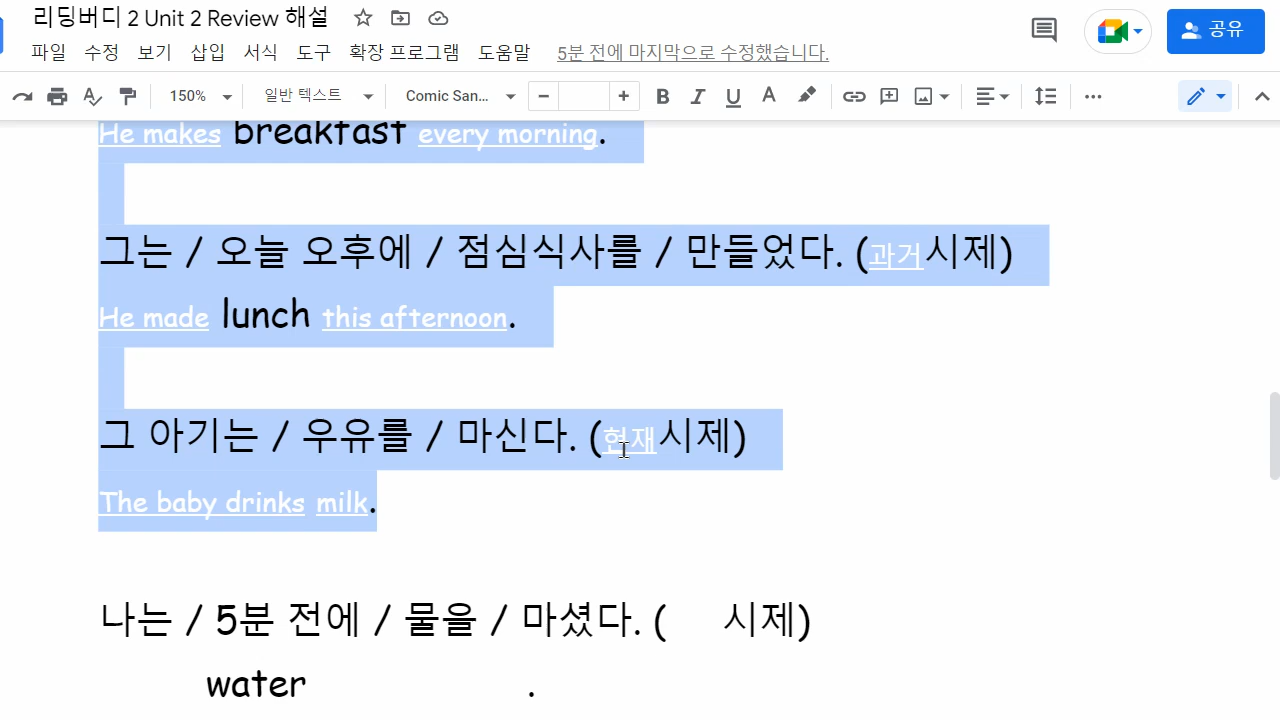 리딩버디 2 Unit 2 Review 해설
파일 수정 보기 삽입 서식 도구 확장 프로그램 도움말 5분 전에 마지막으로 수정했습니다.
공유
150% 일반 텍스트 Comic San... − + B I U A
He makes breakfast every morning.
그는 / 오늘 오후에 / 점심식사를 / 만들었다. (과거시제)
He made lunch this afternoon.
그 아기는 / 우유를 / 마신다. (현재시제)
The baby drinks milk.
나는 / 5분 전에 / 물을 / 마셨다. ( 시제)
water .